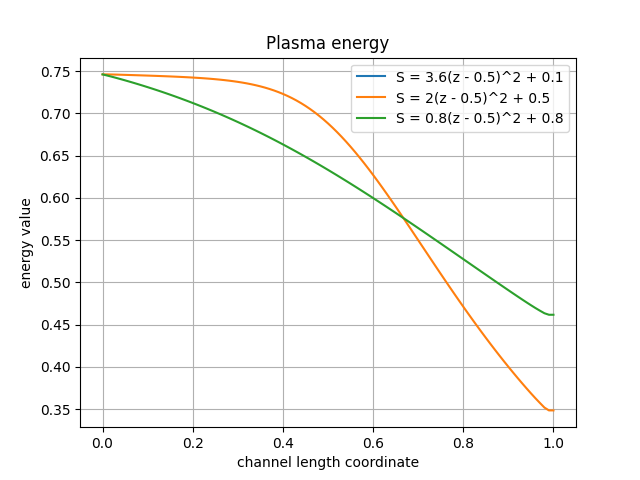 Plasma energy
S = 3.6(z - 0.5)^2 + 0.1
S = 2(z - 0.5)^2 + 0.5
S = 0.8(z - 0.5)^2 + 0.8
energy value
0.75
0.70
0.65
0.60
0.55
0.50
0.45
0.40
0.35
0.0 0.2 0.4 0.6 0.8 1.0
channel length coordinate